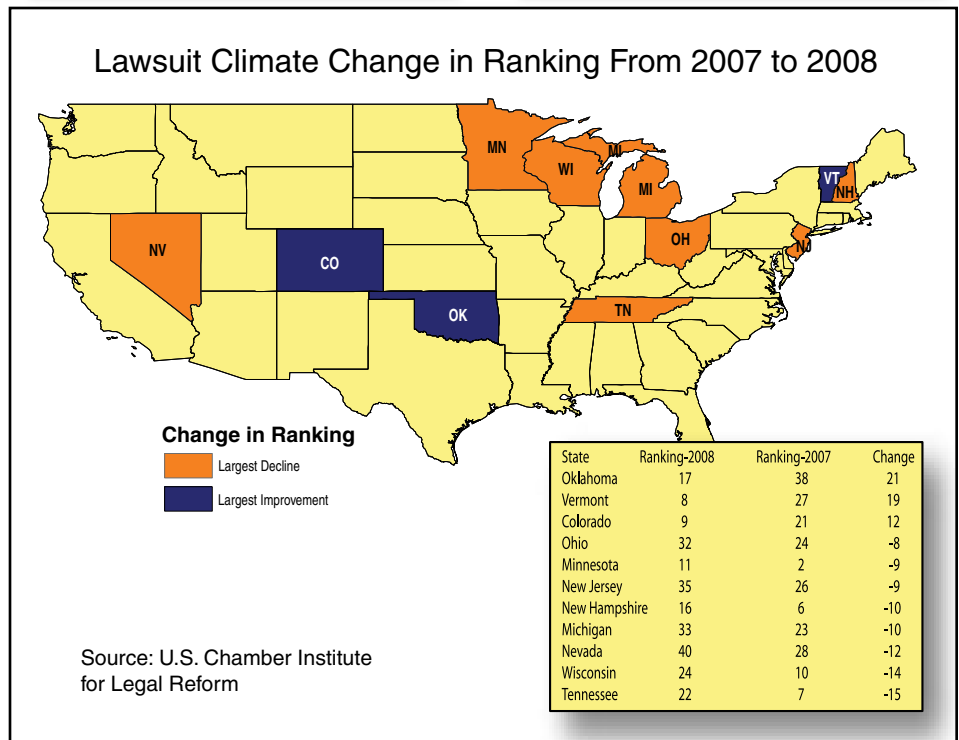 Lawsuit Climate Change in Ranking From 2007 to 2008
MN
WI
MI
MI
VT
NH
NV
CO
OH
NJ
OK
TN
Change in Ranking
Largest Decline
Largest Improvement
State Ranking-2008 Ranking-2007 Change
Oklahoma 17 38 21
Vermont 8 27 19
Colorado 9 21 12
Ohio 32 24 -8
Minnesota 11 2 -9
New Jersey 35 26 -9
New Hampshire 16 6 -10
Michigan 33 23 -10
Nevada 40 28 -12
Wisconsin 24 10 -14
Tennessee 22 7 -15
Source: U.S. Chamber Institute
for Legal Reform